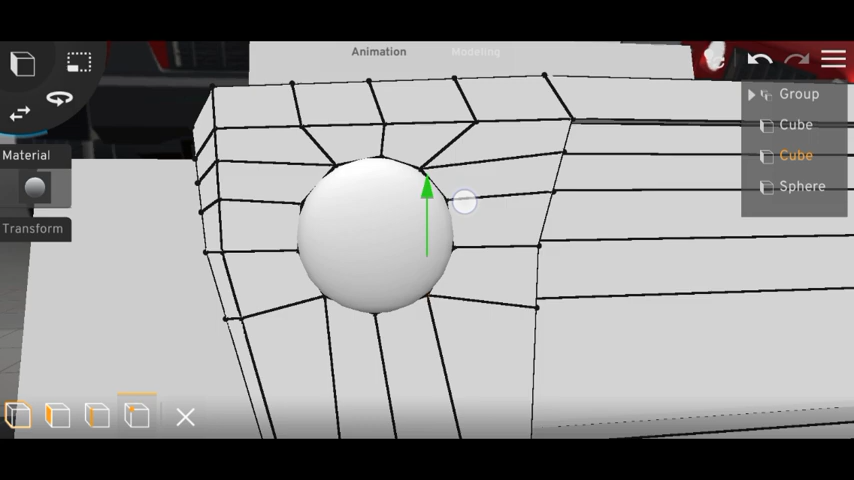 Animation
Modeling
Group
Cube
Cube
Sphere
Material
Transform